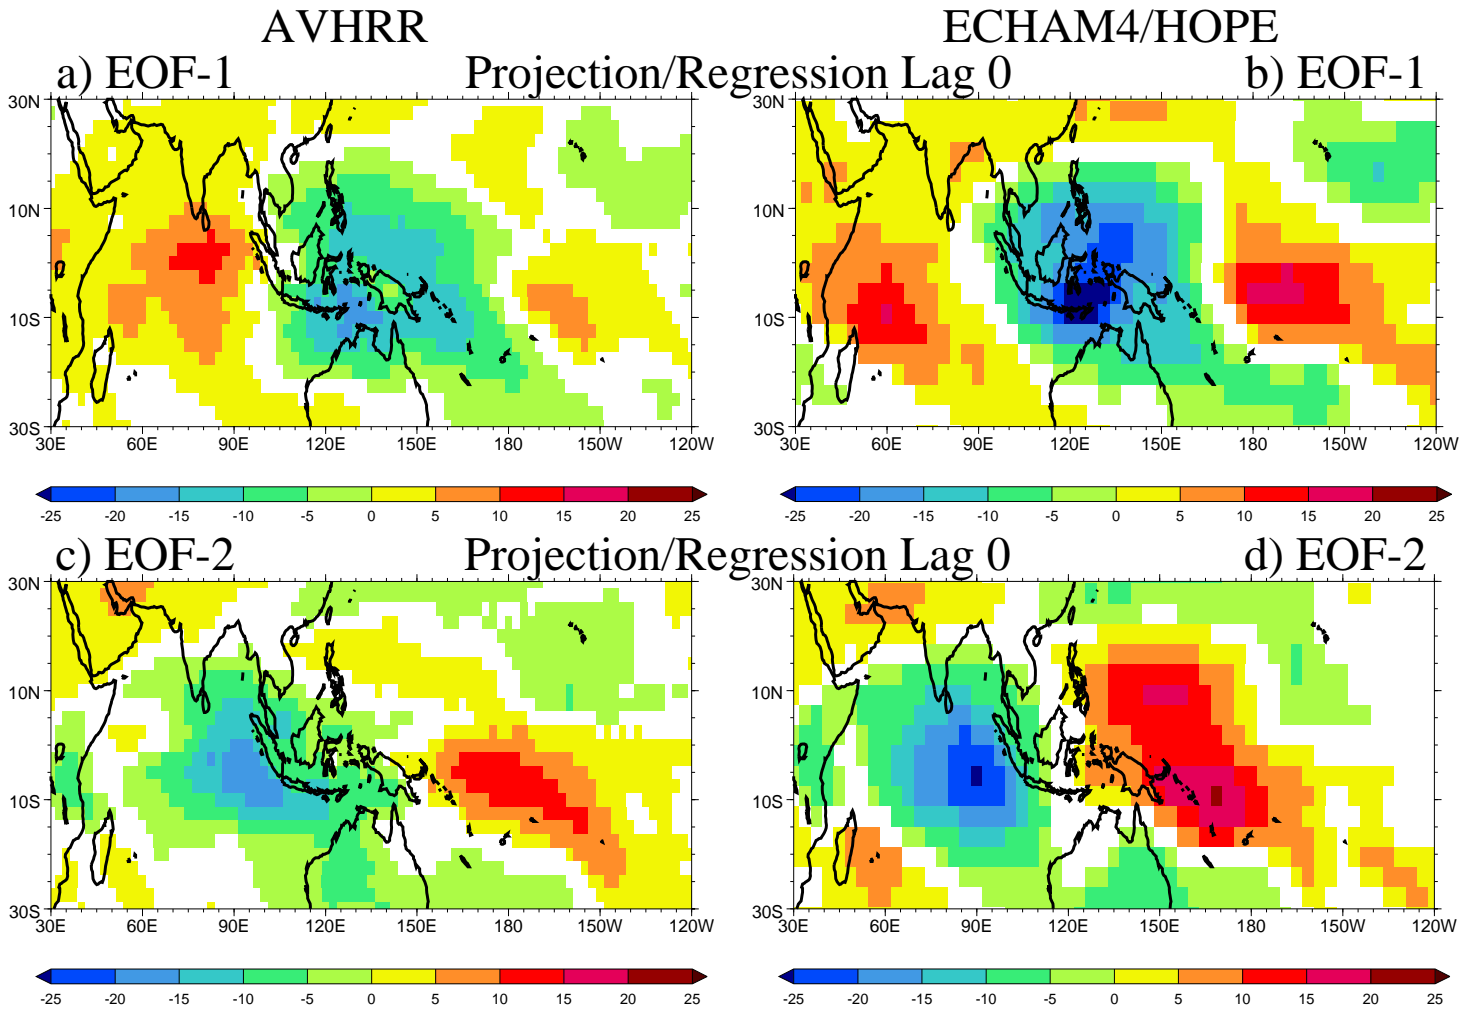 AVHRR ECHAM4/HOPE
a) EOF-1 Projection/Regression Lag 0 b) EOF-1
30N
10N
10S
30S
30E 60E 90E 120E 150E 180 150W 120W 30E 60E 90E 120E 150E 180 150W 120W
-25 -20 -15 -10 -5 0 5 10 15 20 25 -25 -20 -15 -10 -5 0 5 10 15 20 25
c) EOF-2 Projection/Regression Lag 0 d) EOF-2
30N 30N
10N 10N
10S 10S
30S 30S
30E 60E 90E 120E 150E 180 150W 120W 30E 60E 90E 120E 150E 180 150W 120W
-25 -20 -15 -10 -5 0 5 10 15 20 25 -25 -20 -15 -10 -5 0 5 10 15 20 25